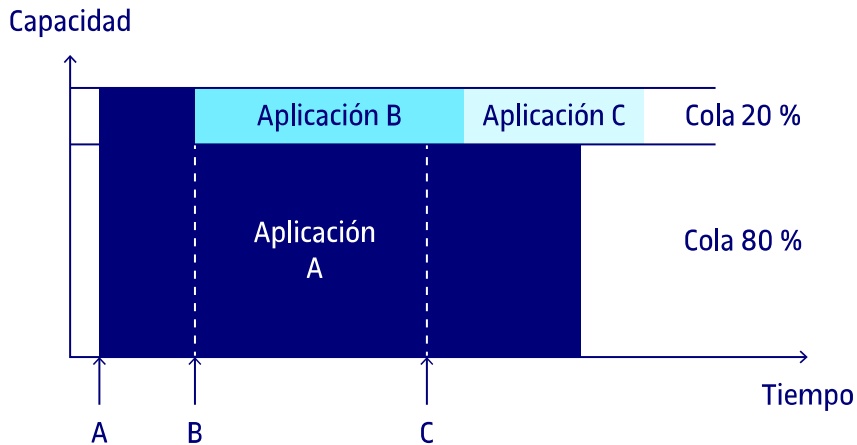 Capacidad
Aplicación B
Aplicación C
Cola 20 %
Aplicación
A
Cola 80 %
Tiempo
A
B
C